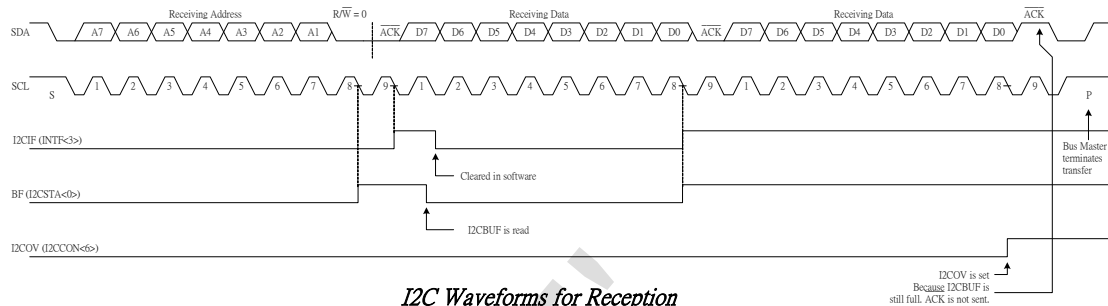 Receiving Address R/W = 0 Receiving Data Receiving Data ACK
SDA A7 A6 A5 A4 A3 A2 A1 ACK D7 D6 D5 D4 D3 D2 D1 D0 ACK D7 D6 D5 D4 D3 D2 D1 D0
SCL S 1 2 3 4 5 6 7 8 9 1 2 3 4 5 6 7 8 9 1 2 3 4 5 6 7 8 9 P
I2CIF (INTF<3>)
Cleared in software
Bus Master
terminates
transfer
BF (I2CSTA<0>)
I2CBUF is read
I2COV (I2CCON<6>)
I2COV is set
Because I2CBUF is
still full. ACK is not sent.
I2C Waveforms for Reception